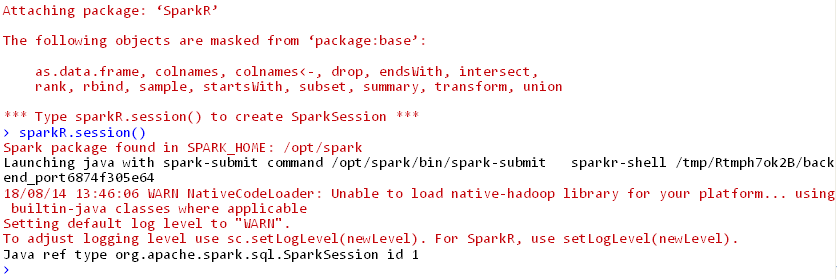 Attaching package: ‘SparkR’
The following objects are masked from ‘package:base’:
as.data.frame, colnames, colnames<-, drop, endsWith, intersect,
rank, rbind, sample, startsWith, subset, summary, transform, union
*** Type sparkR.session() to create SparkSession ***
> sparkR.session()
Spark package found in SPARK_HOME: /opt/spark
Launching java with spark-submit command /opt/spark/bin/spark-submit   sparkr-shell /tmp/Rtmph7ok2B/back
end_port6874f305e64
18/08/14 13:46:06 WARN NativeCodeLoader: Unable to load native-hadoop library for your platform... using
builtin-java classes where applicable
Setting default log level to "WARN".
To adjust logging level use sc.setLogLevel(newLevel). For SparkR, use setLogLevel(newLevel).
Java ref type org.apache.spark.sql.SparkSession id 1
>